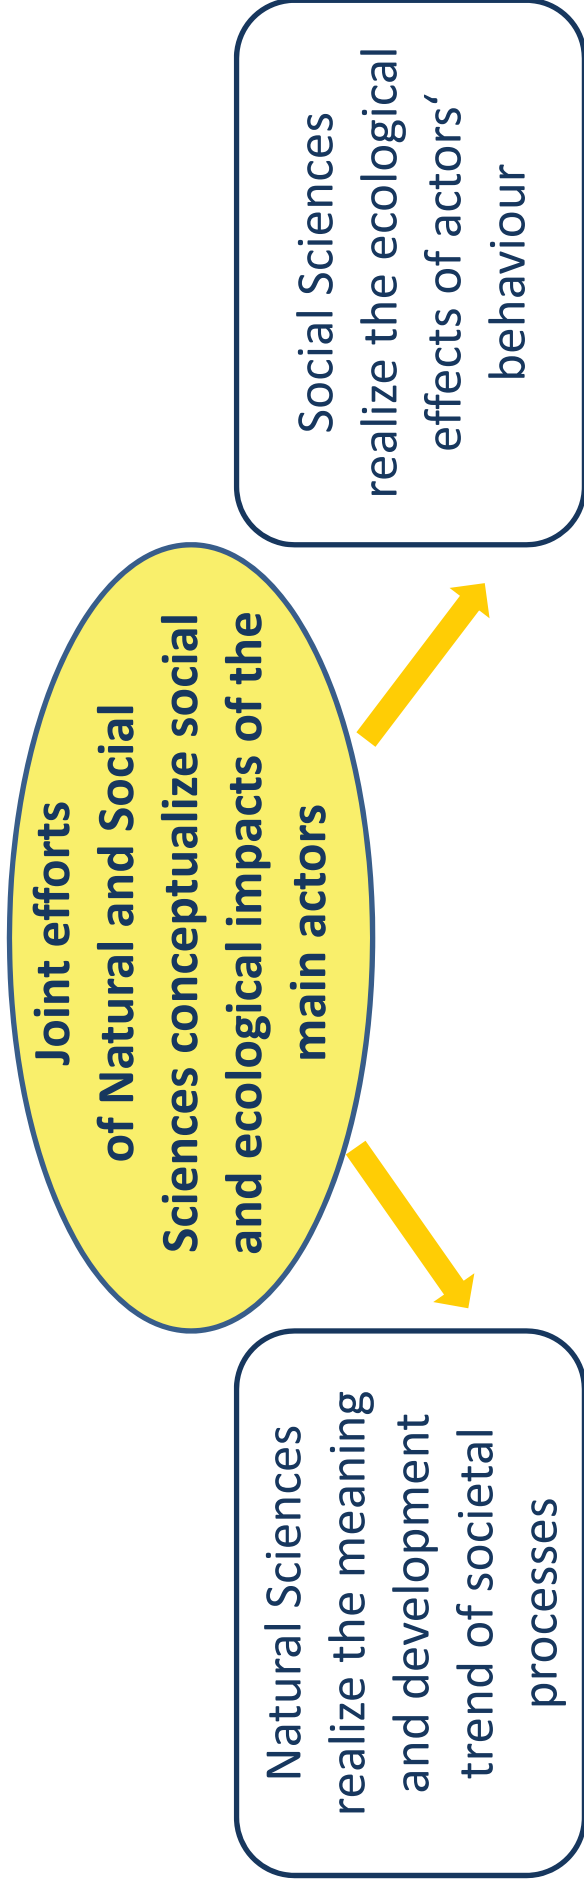 Joint efforts
of Natural and Social
Sciences conceptualize social
and ecological impacts of the
main actors
Natural Sciences
realize the meaning
and development
trend of societal
processes
Social Sciences
realize the ecological
effects of actors‘
behaviour